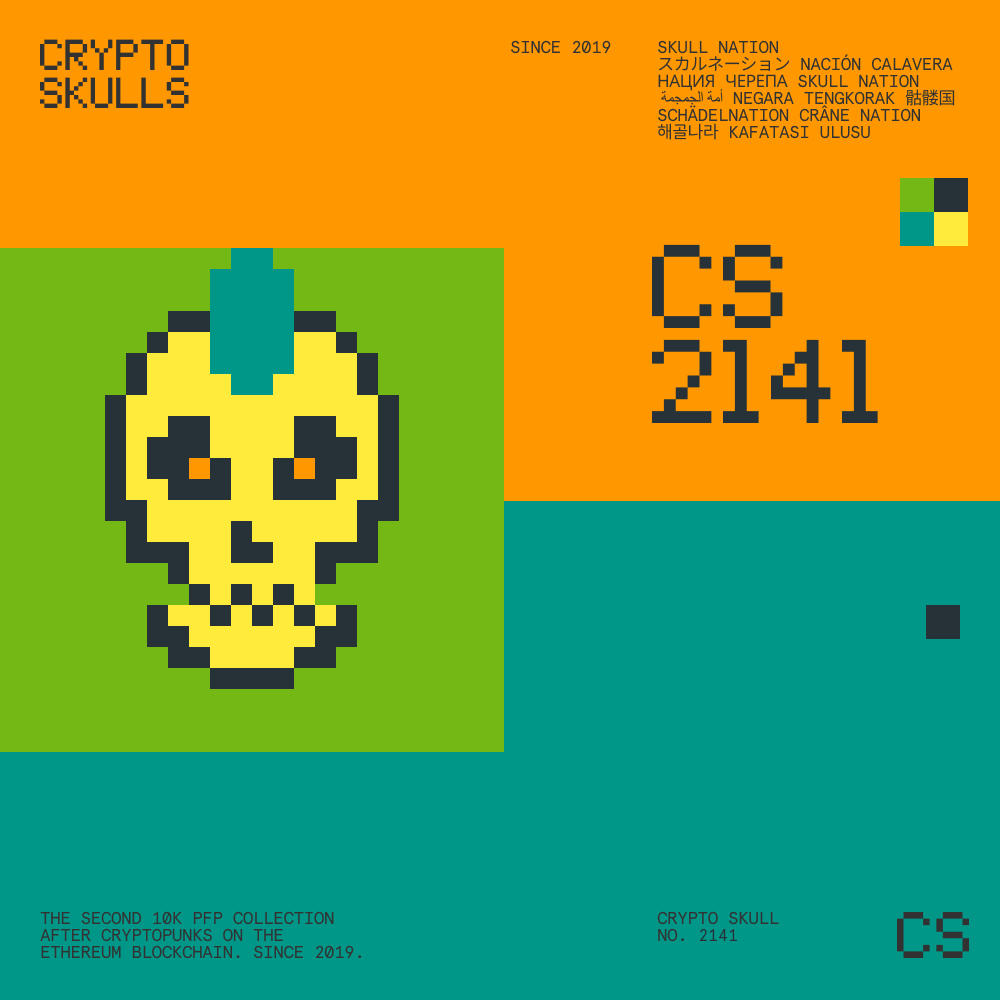 CRYPTO
SKULLS
SINCE 2019
SKULL NATION
スカルネーション NACIÓN CALAVERA
НАЦИЯ ЧЕРЕПА SKULL NATION
أمة الجمجمة NEGARA TENGKORAK 骷髅国
SCHÄDELNATION CRÂNE NATION
해골나라 KAFATASI ULUSU
CS
2141
THE SECOND 10K PFP COLLECTION
AFTER CRYPTOPUNKS ON THE
ETHEREUM BLOCKCHAIN. SINCE 2019.
CRYPTO SKULL
NO. 2141
CS